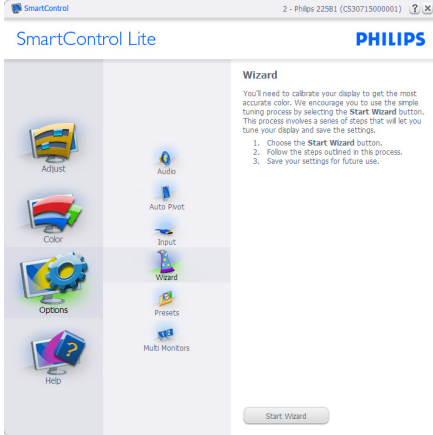 SmartControl
2 - Philips 225B1 (CS30715000001)
?
X
SmartControl Lite
PHILIPS
Adjust
Color
Options
Help
Audio
Auto Pivot
Input
Wizard
Presets
Multi Monitors
Wizard
You'll need to calibrate your display to get the most
accurate color. We encourage you to use the simple
tuning process by selecting the Start Wizard button.
This process involves a series of steps that will let you
tune your display and save the settings.
1. Choose the Start Wizard button.
2. Follow the steps outlined in this process.
3. Save your settings for future use.
Start Wizard